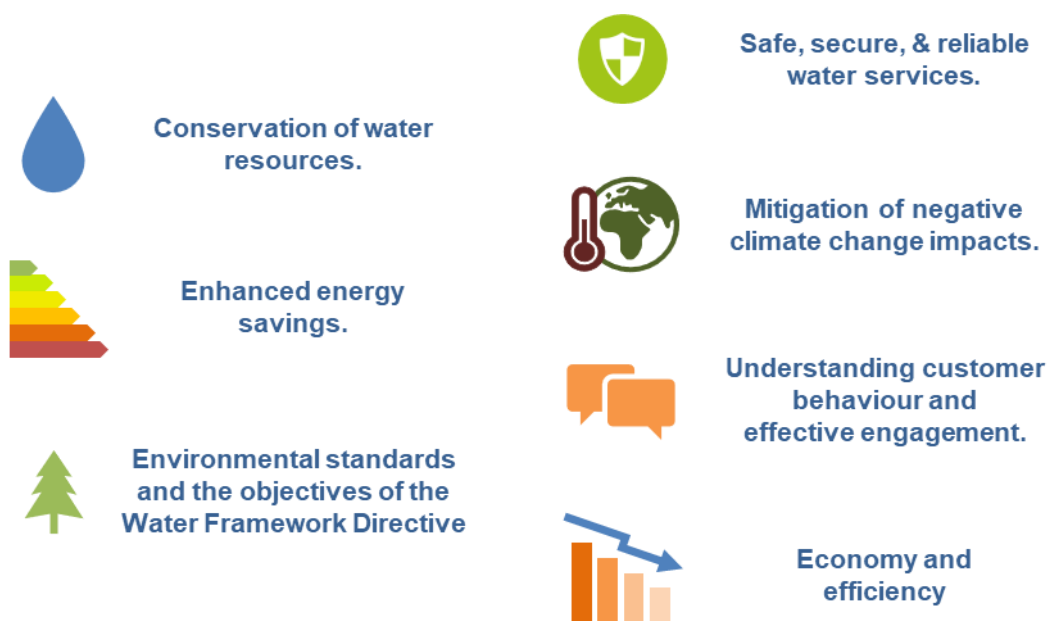 Conservation of water
resources.
Enhanced energy
savings.
Environmental standards
and the objectives of the
Water Framework Directive
Safe, secure, & reliable
water services.
Mitigation of negative
climate change impacts.
Understanding customer
behaviour and
effective engagement.
Economy and
efficiency